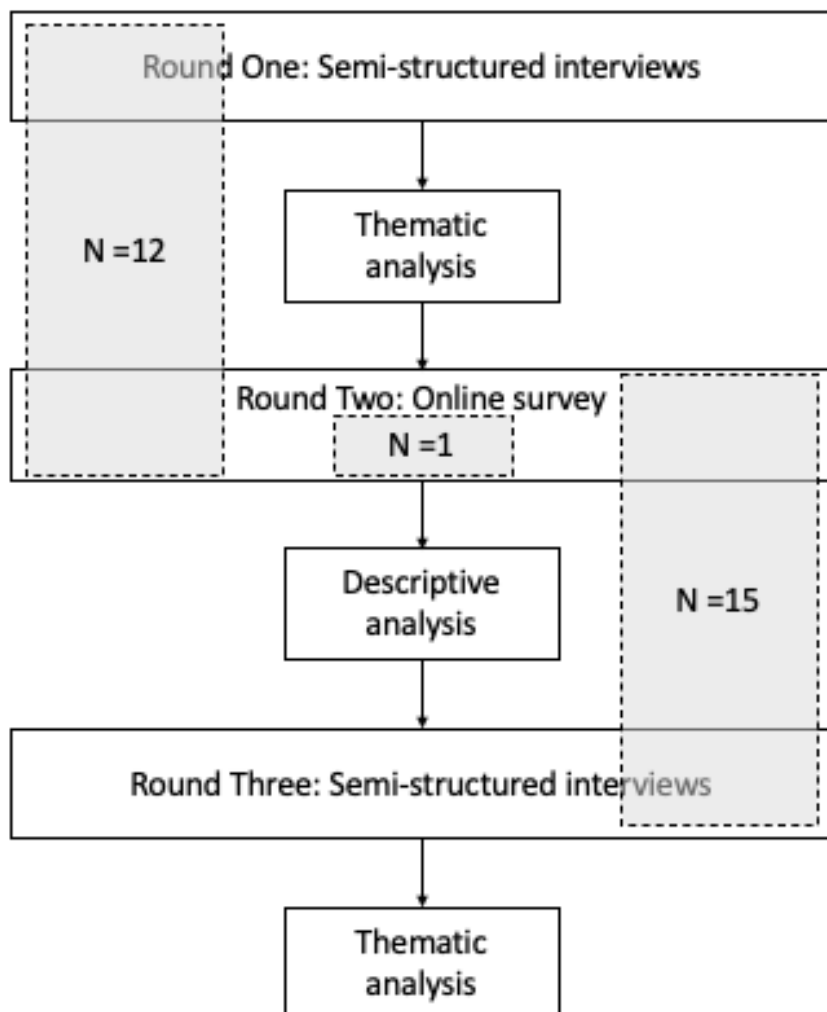 Round One: Semi-structured interviews
Thematic
analysis
N =12
Round Two: Online survey
N =1
Descriptive
analysis
N =15
Round Three: Semi-structured interviews
Thematic
analysis